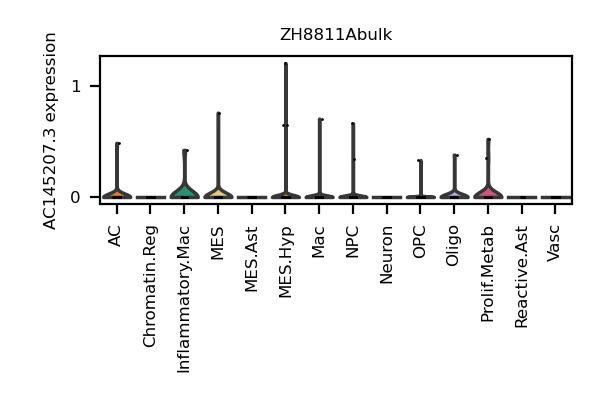 ZH8811Abulk
AC145207.3 expression
1
0
AC
Chromatin.Reg
Inflammatory.Mac
MES
MES.Ast
MES.Hyp
Mac
NPC
Neuron
OPC
Oligo
Prolif.Metab
Reactive.Ast
Vasc